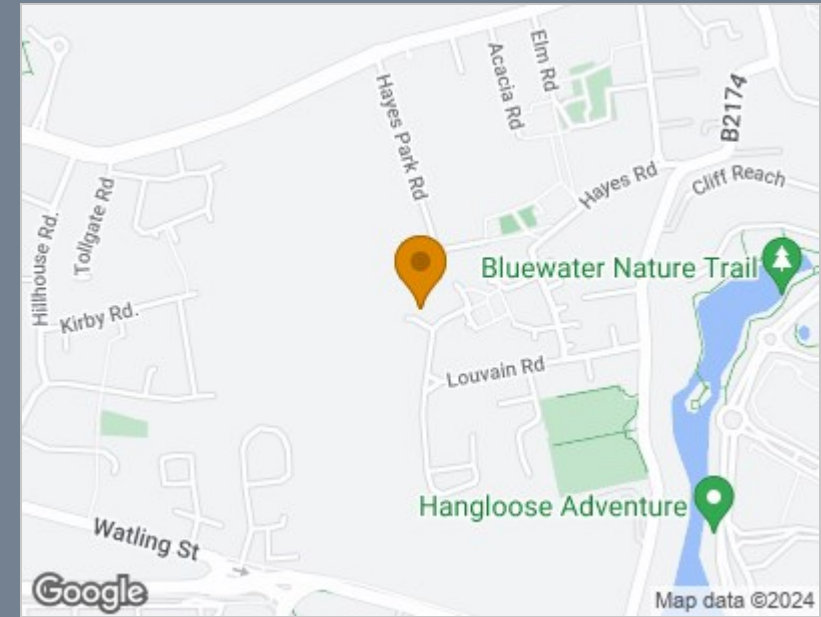 Elm Rd
Acacia Rd
Hayes Park Rd
B2174
Hayes Rd
Cliff Reach
Tollgate Rd
Hillhouse Rd.
Bluewater Nature Trail
Kirby Rd.
Louvain Rd
Hangloose Adventure
Watling St
Google
Map data ©2024